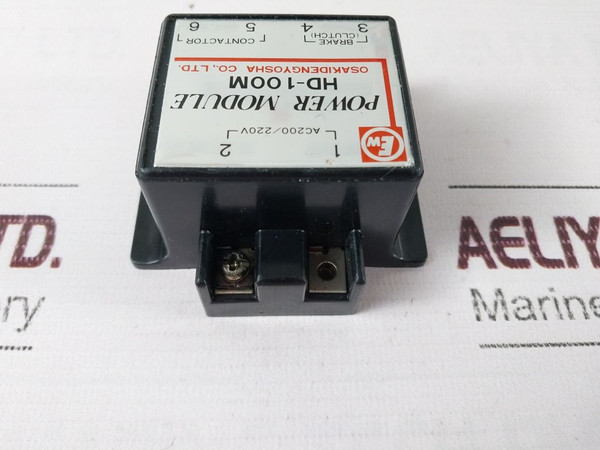 1 2
AC200/220V
EW
POWER MODULE
HD-100M
OSAKIDENGYOSHA CO., LTD.
BRAKE
(CLUTCH) CONTACTOR
3 4 5 6
LTD. AELIY
ry Marine